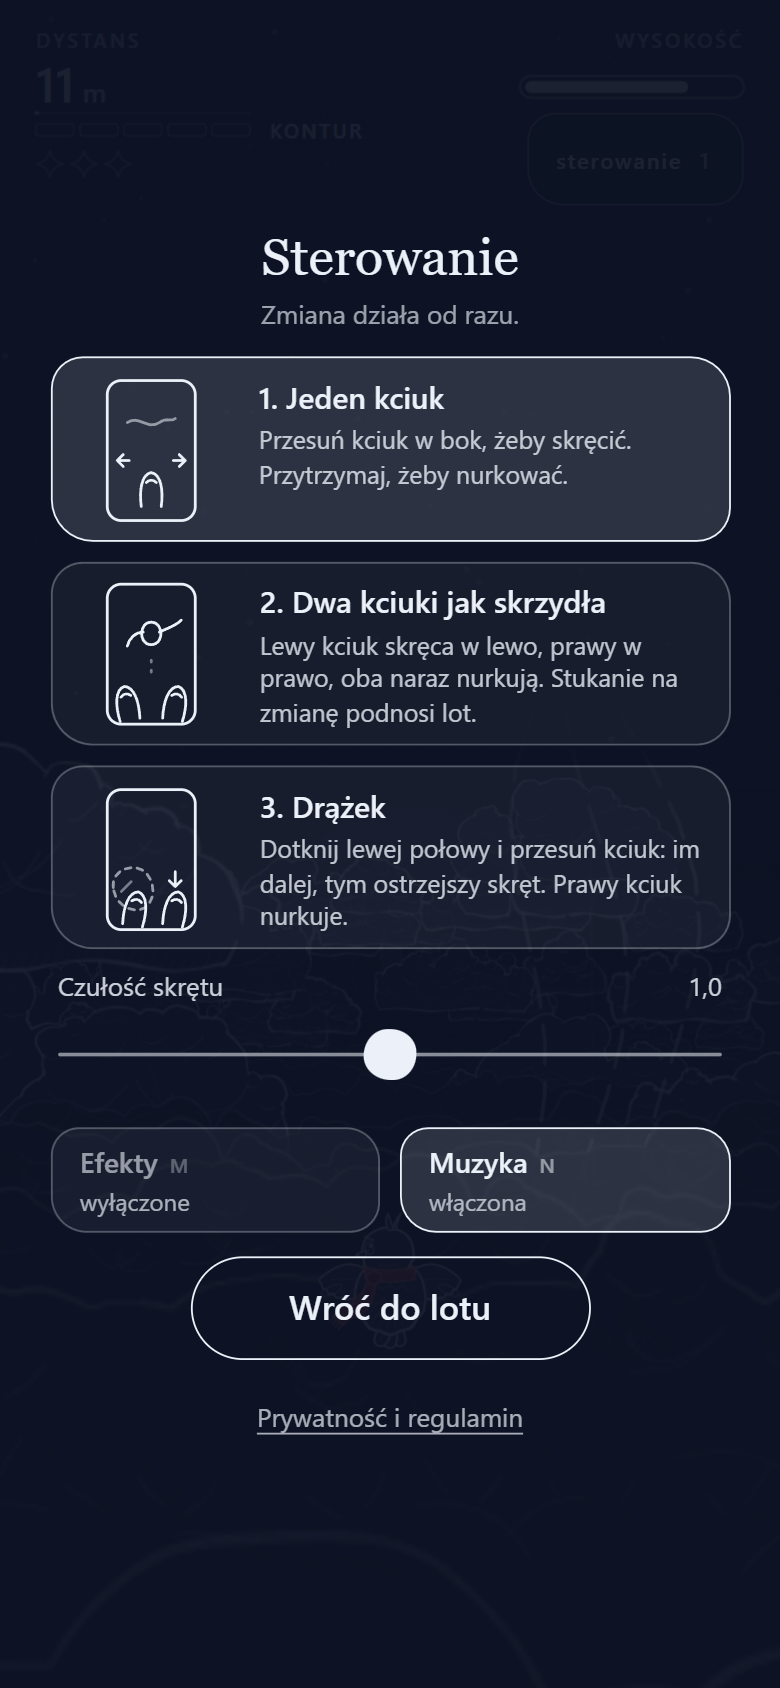 DYSTANS
WYSOKOŚĆ
11 m
KONTUR
sterowanie 1
Sterowanie
Zmiana działa od razu.
1. Jeden kciuk
Przesuń kciuk w bok, żeby skręcić.
Przytrzymaj, żeby nurkować.
2. Dwa kciuki jak skrzydła
Lewy kciuk skręca w lewo, prawy w
prawo, oba naraz nurkują. Stukanie na
zmianę podnosi lot.
3. Drążek
Dotknij lewej połowy i przesuń kciuk: im
dalej, tym ostrzejszy skręt. Prawy kciuk
nurkuje.
Czułość skrętu 1,0
Efekty M
wyłączone
Muzyka N
włączona
Wróć do lotu
Prywatność i regulamin